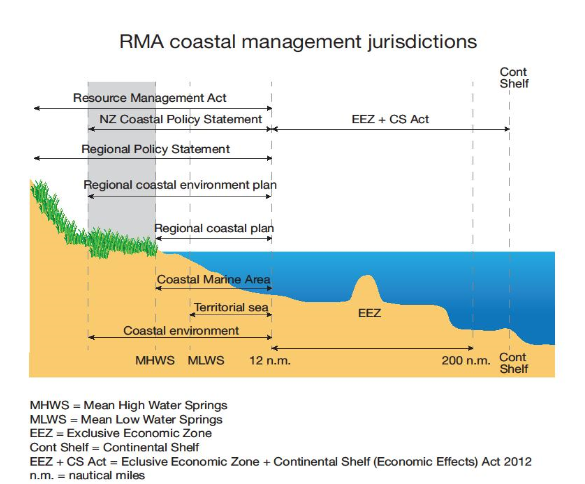 RMA coastal management jurisdictions
Cont
Shelf
Resource Management Act
NZ Coastal Policy Statement
EEZ + CS Act
Regional Policy Statement
Regional coastal environment plan
Regional coastal plan
Coastal Marine Area
Territorial sea
EEZ
Coastal environment
MHWS MLWS 12 n.m. 200 n.m. Cont
Shelf
MHWS = Mean High Water Springs
MLWS = Mean Low Water Springs
EEZ = Exclusive Economic Zone
Cont Shelf = Continental Shelf
EEZ + CS Act = Eclusive Economic Zone + Continental Shelf (Economic Effects) Act 2012
n.m. = nautical miles